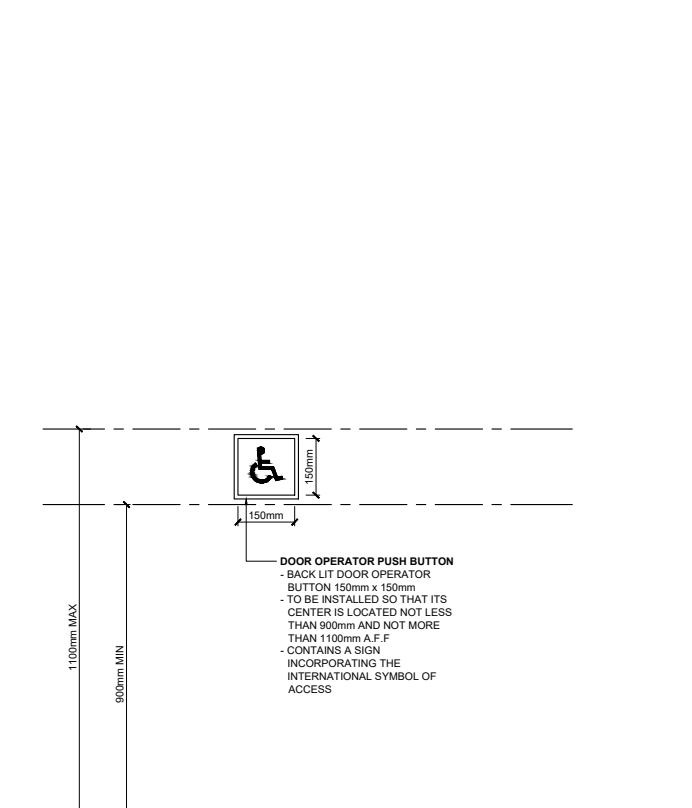 150mm
150mm
DOOR OPERATOR PUSH BUTTON
- BACK LIT DOOR OPERATOR
BUTTON 150mm x 150mm
- TO BE INSTALLED SO THAT ITS
CENTER IS LOCATED NOT LESS
THAN 900mm AND NOT MORE
THAN 1100mm A.F.F
- CONTAINS A SIGN
INCORPORATING THE
INTERNATIONAL SYMBOL OF
ACCESS
1100mm MAX
900mm MIN